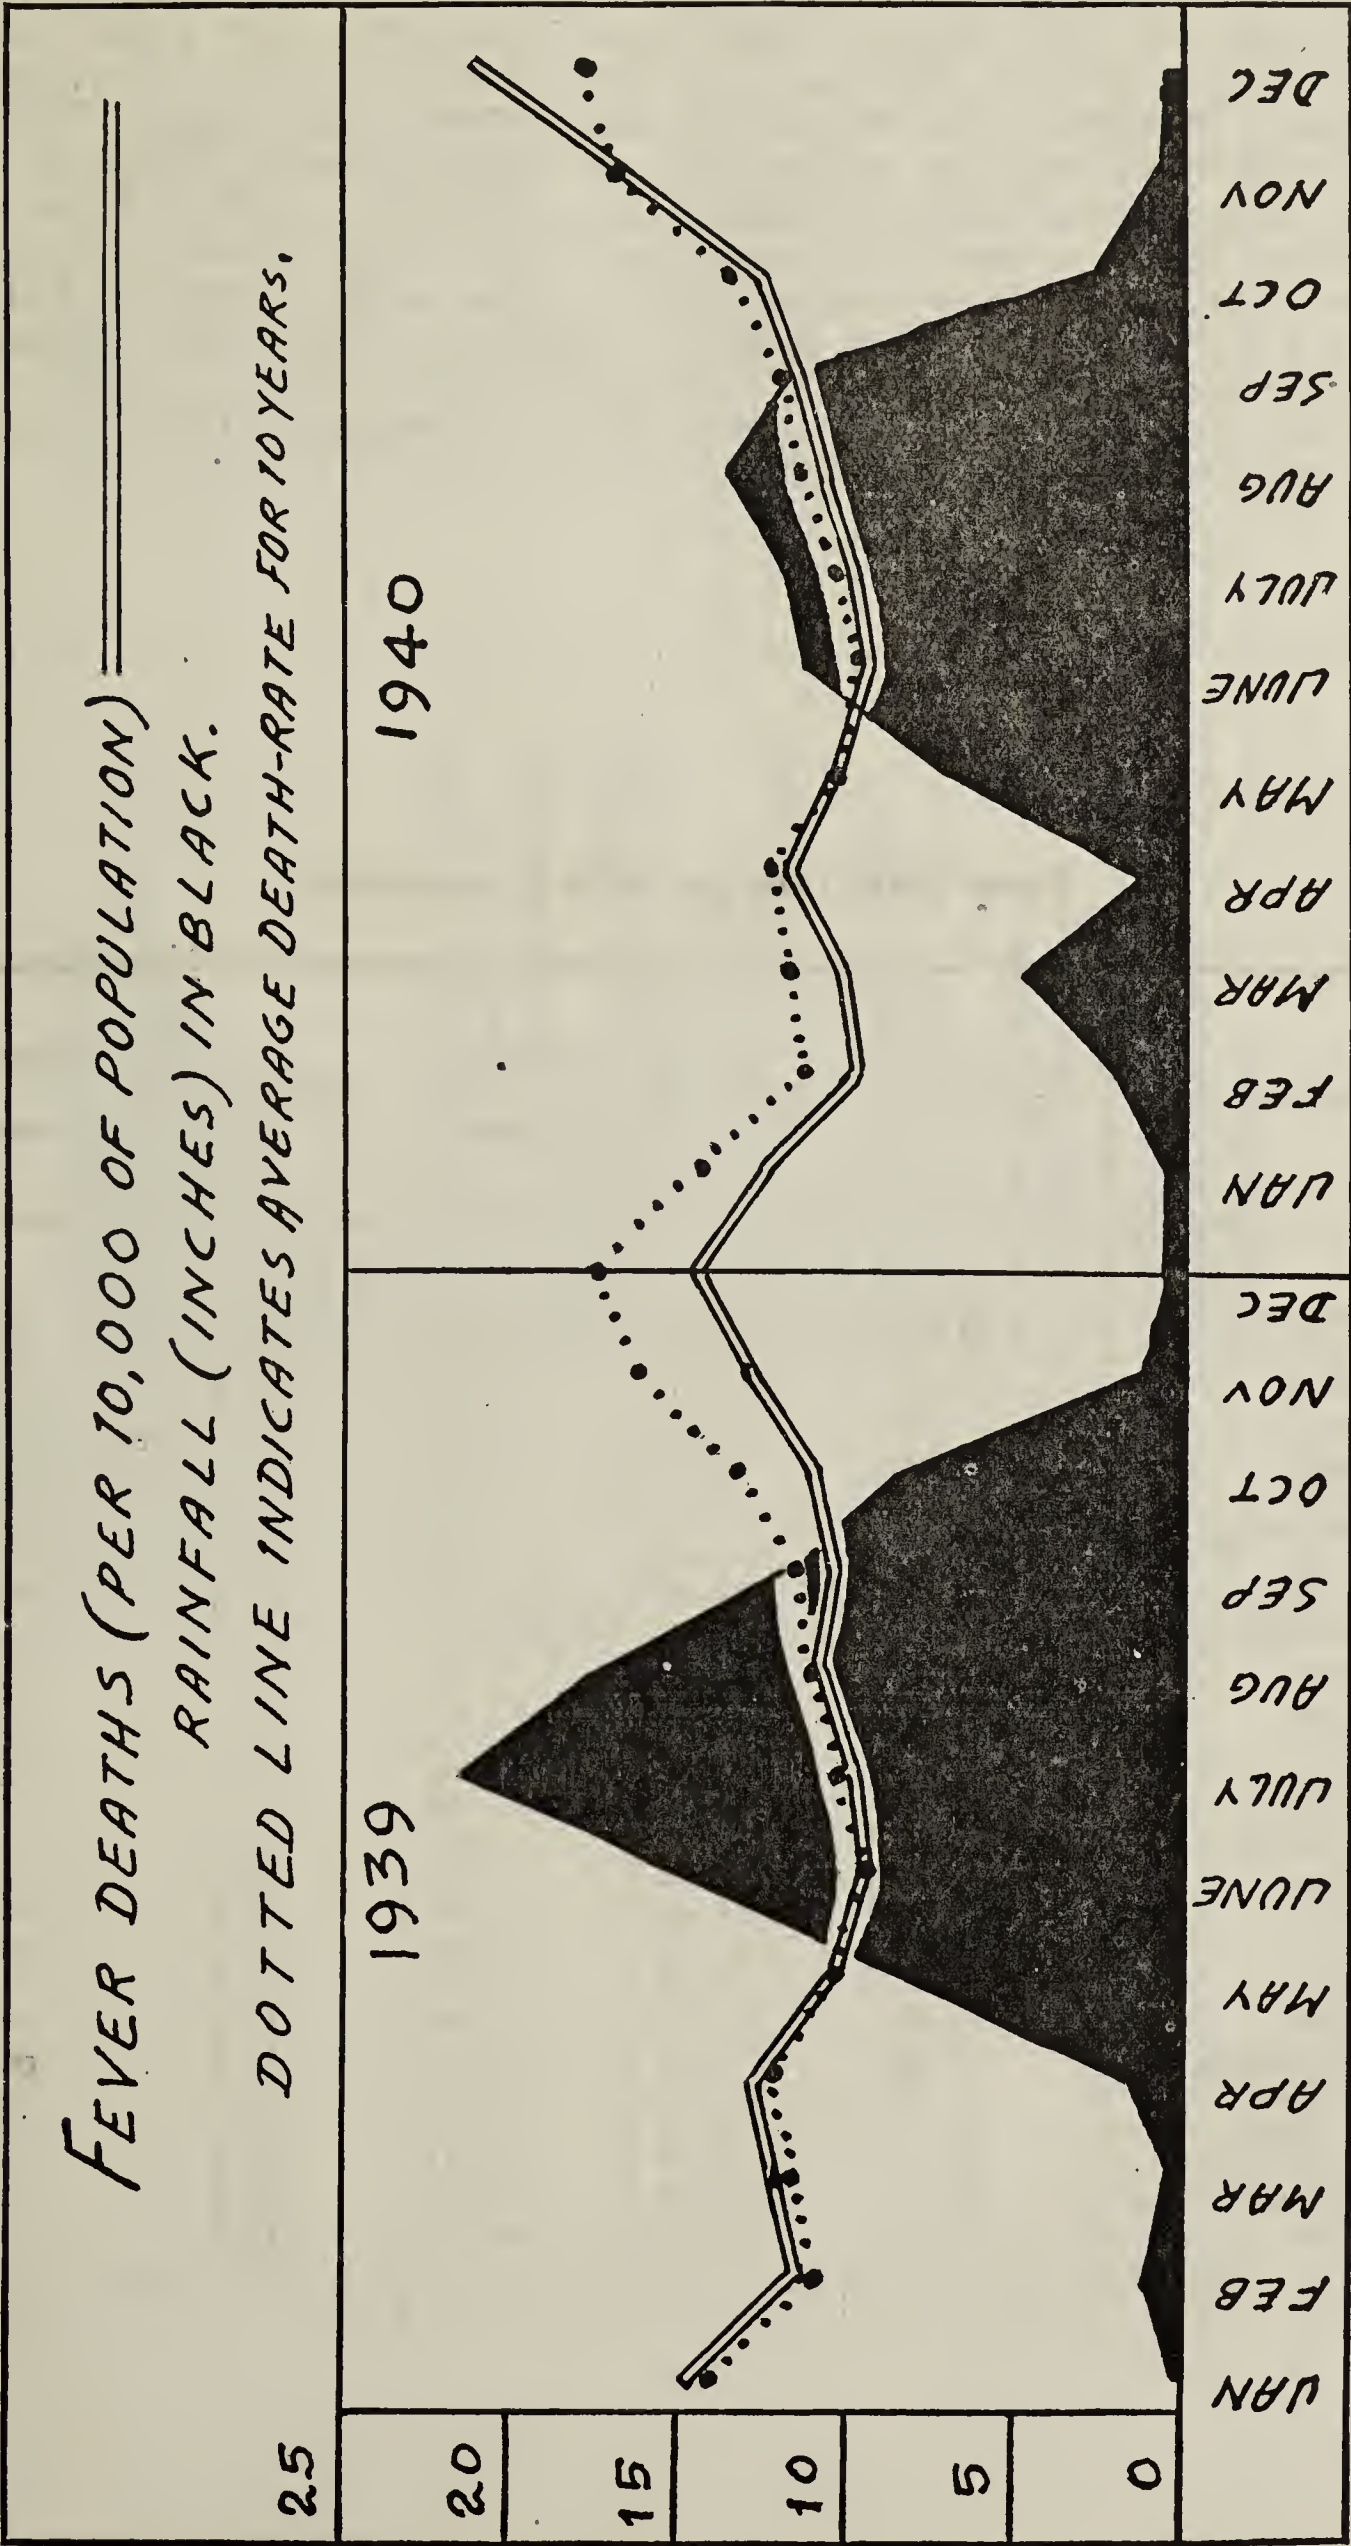 FEVER DEATHS (PER 10,000 OF POPULATION)
RAINFALL (INCHES) IN BLACK.
DOTTED LINE INDICATES AVERAGE DEATH-RATE FOR 10 YEARS.
1939
1940
25
20
15
10
5
0
JAN
FEB
MAR
APR
MAY
JUNE
JULY
AUG
SEP
OCT
NOV
DEC
JAN
FEB
MAR
APR
MAY
JUNE
JULY
AUG
SEP
OCT
NOV
DEC